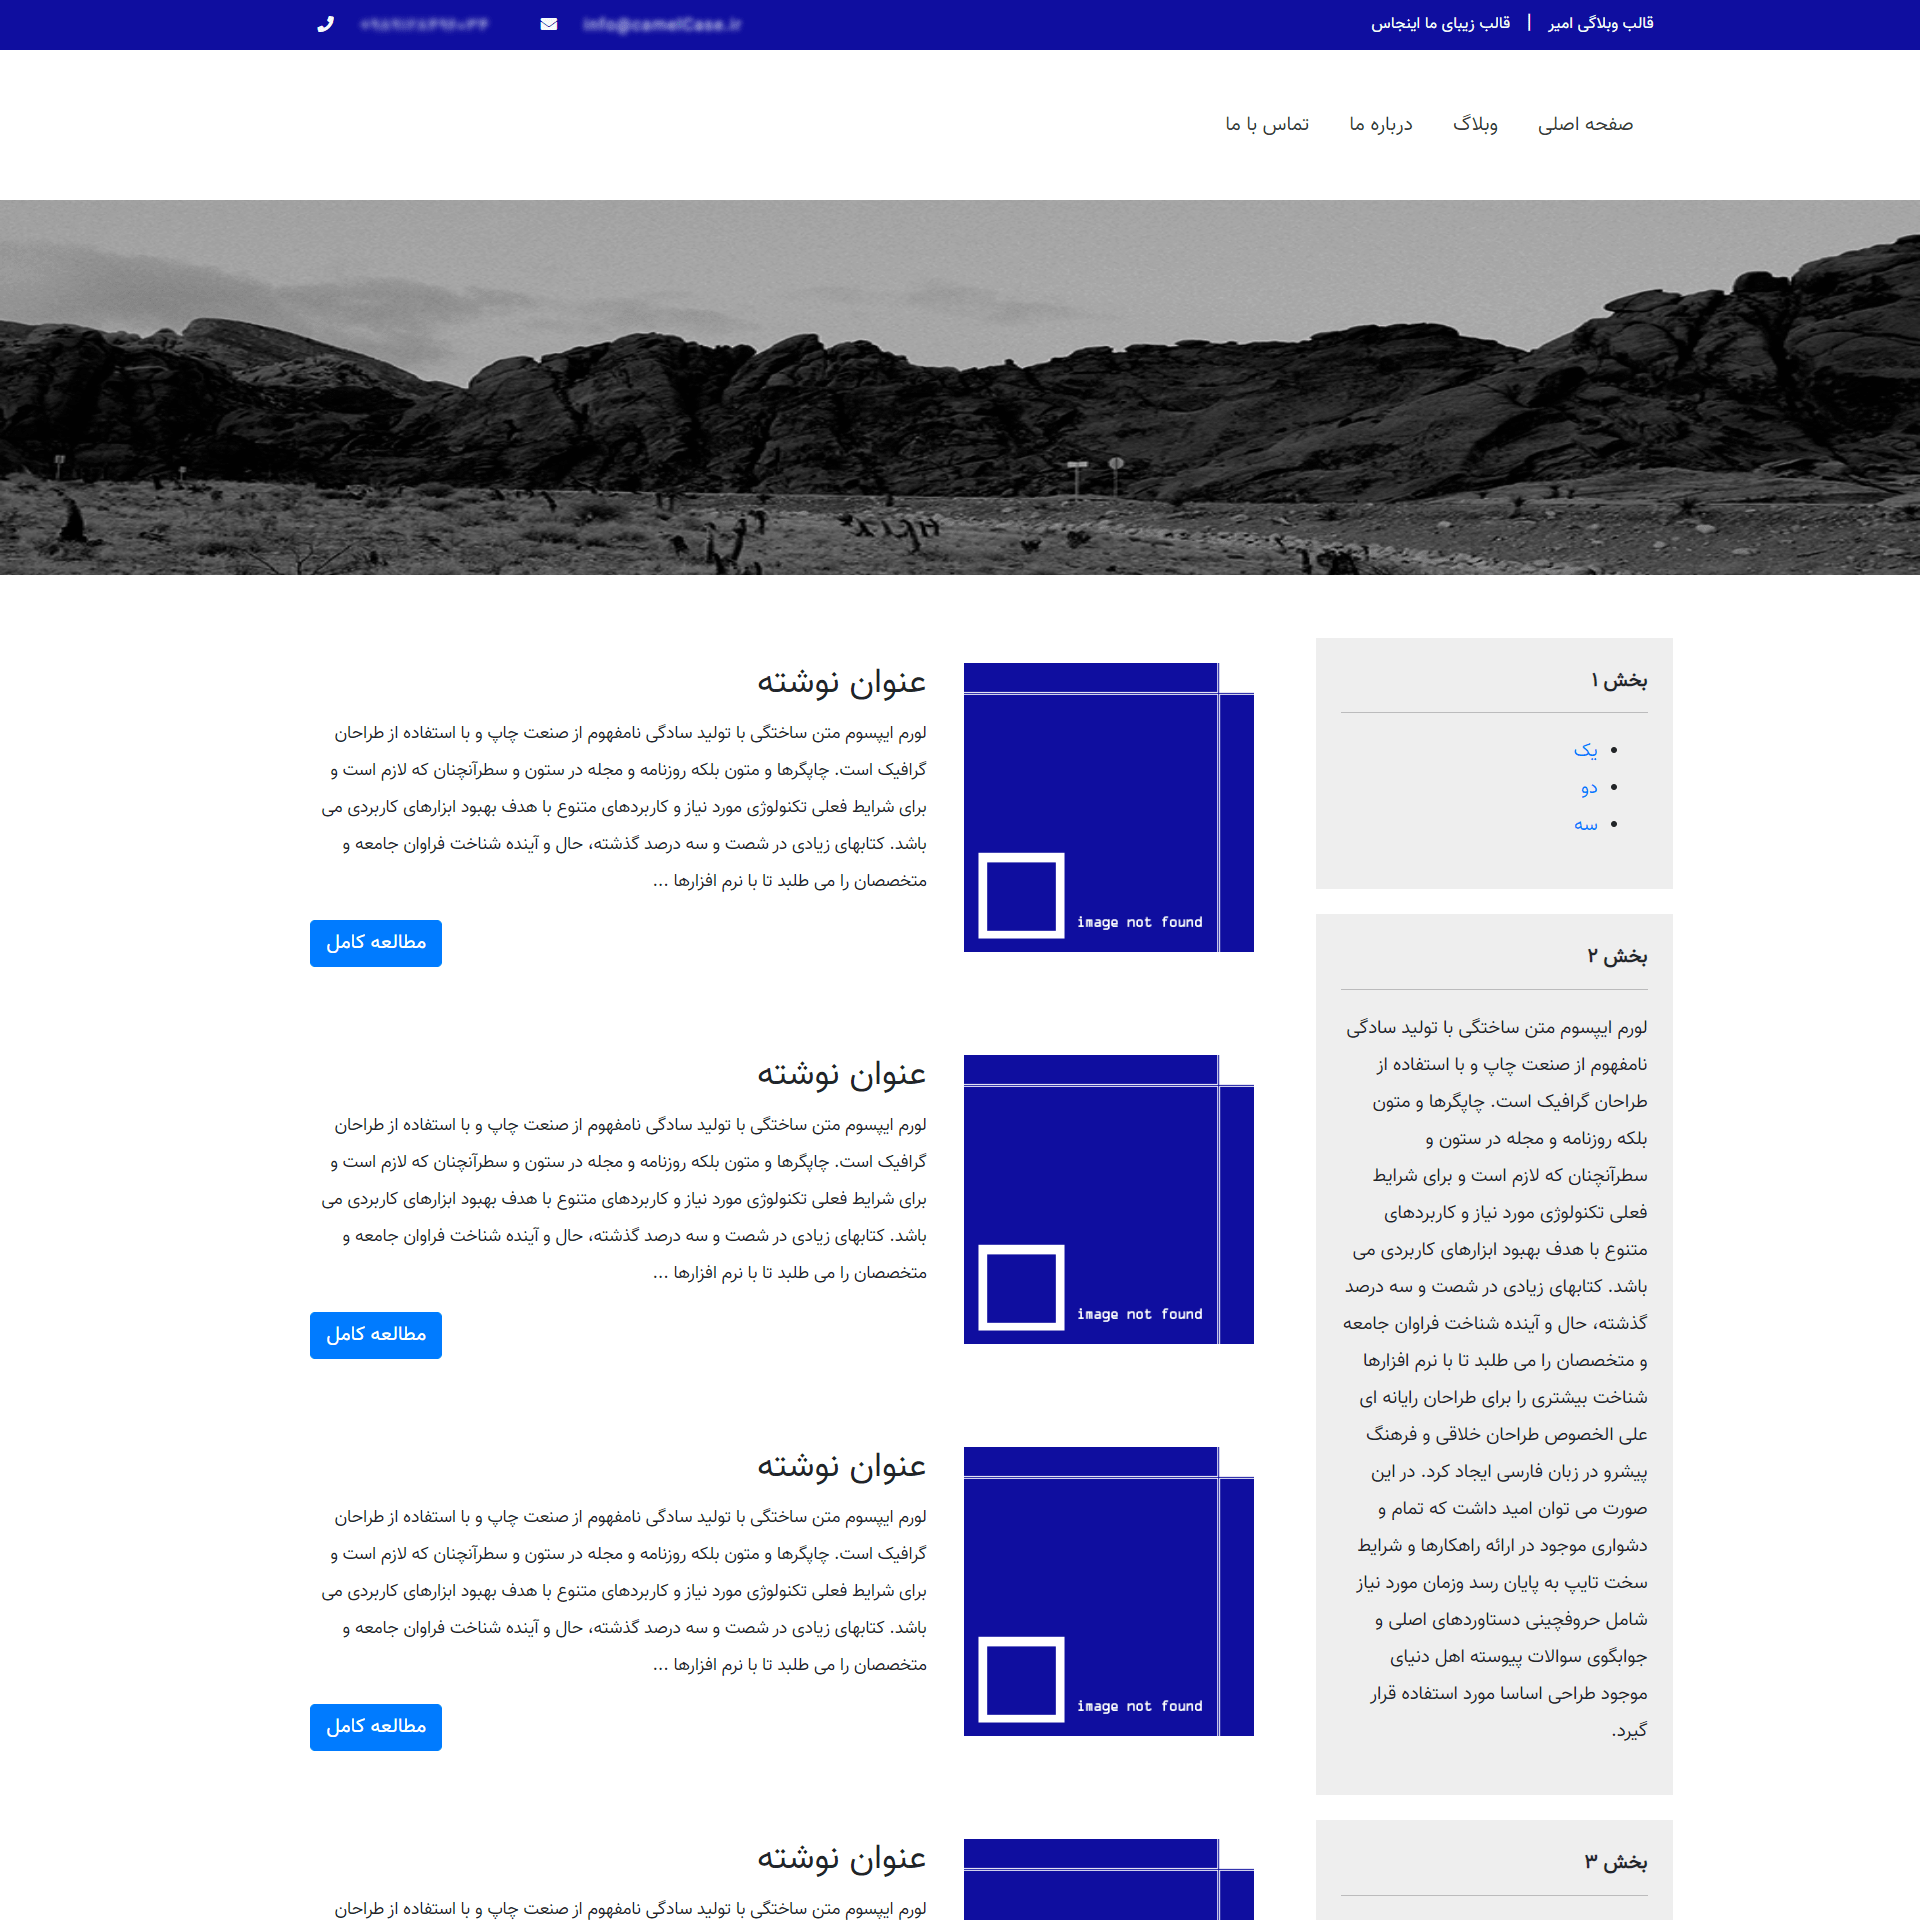 قالب وبلاگی امیر | قالب زیبای ما اینجاس
info@camelCase.ir
صفحه اصلی
وبلاگ
درباره ما
تماس با ما
بخش ۱
یک
دو
سه
بخش ۲
لورم ایپسوم متن ساختگی با تولید سادگی
نامفهوم از صنعت چاپ و با استفاده از
طراحان گرافیک است. چاپگرها و متون
بلکه روزنامه و مجله در ستون و
سطرآنچنان که لازم است و برای شرایط
فعلی تکنولوژی مورد نیاز و کاربردهای
متنوع با هدف بهبود ابزارهای کاربردی می
باشد. کتابهای زیادی در شصت و سه درصد
گذشته، حال و آینده شناخت فراوان جامعه
و متخصصان را می طلبد تا با نرم افزارها
شناخت بیشتری را برای طراحان رایانه ای
علی الخصوص طراحان خلاقی و فرهنگ
پیشرو در زبان فارسی ایجاد کرد. در این
صورت می توان امید داشت که تمام و
دشواری موجود در ارائه راهکارها و شرایط
سخت تایپ به پایان رسد وزمان مورد نیاز
شامل حروفچینی دستاوردهای اصلی و
جوابگوی سوالات پیوسته اهل دنیای
موجود طراحی اساسا مورد استفاده قرار
گیرد.
بخش ۳
image not found
عنوان نوشته
لورم ایپسوم متن ساختگی با تولید سادگی نامفهوم از صنعت چاپ و با استفاده از طراحان
گرافیک است. چاپگرها و متون بلکه روزنامه و مجله در ستون و سطرآنچنان که لازم است و
برای شرایط فعلی تکنولوژی مورد نیاز و کاربردهای متنوع با هدف بهبود ابزارهای کاربردی می
باشد. کتابهای زیادی در شصت و سه درصد گذشته، حال و آینده شناخت فراوان جامعه و
متخصصان را می طلبد تا با نرم افزارها ...
مطالعه کامل
image not found
عنوان نوشته
لورم ایپسوم متن ساختگی با تولید سادگی نامفهوم از صنعت چاپ و با استفاده از طراحان
گرافیک است. چاپگرها و متون بلکه روزنامه و مجله در ستون و سطرآنچنان که لازم است و
برای شرایط فعلی تکنولوژی مورد نیاز و کاربردهای متنوع با هدف بهبود ابزارهای کاربردی می
باشد. کتابهای زیادی در شصت و سه درصد گذشته، حال و آینده شناخت فراوان جامعه و
متخصصان را می طلبد تا با نرم افزارها ...
مطالعه کامل
image not found
عنوان نوشته
لورم ایپسوم متن ساختگی با تولید سادگی نامفهوم از صنعت چاپ و با استفاده از طراحان
گرافیک است. چاپگرها و متون بلکه روزنامه و مجله در ستون و سطرآنچنان که لازم است و
برای شرایط فعلی تکنولوژی مورد نیاز و کاربردهای متنوع با هدف بهبود ابزارهای کاربردی می
باشد. کتابهای زیادی در شصت و سه درصد گذشته، حال و آینده شناخت فراوان جامعه و
متخصصان را می طلبد تا با نرم افزارها ...
مطالعه کامل
عنوان نوشته
لورم ایپسوم متن ساختگی با تولید سادگی نامفهوم از صنعت چاپ و با استفاده از طراحان